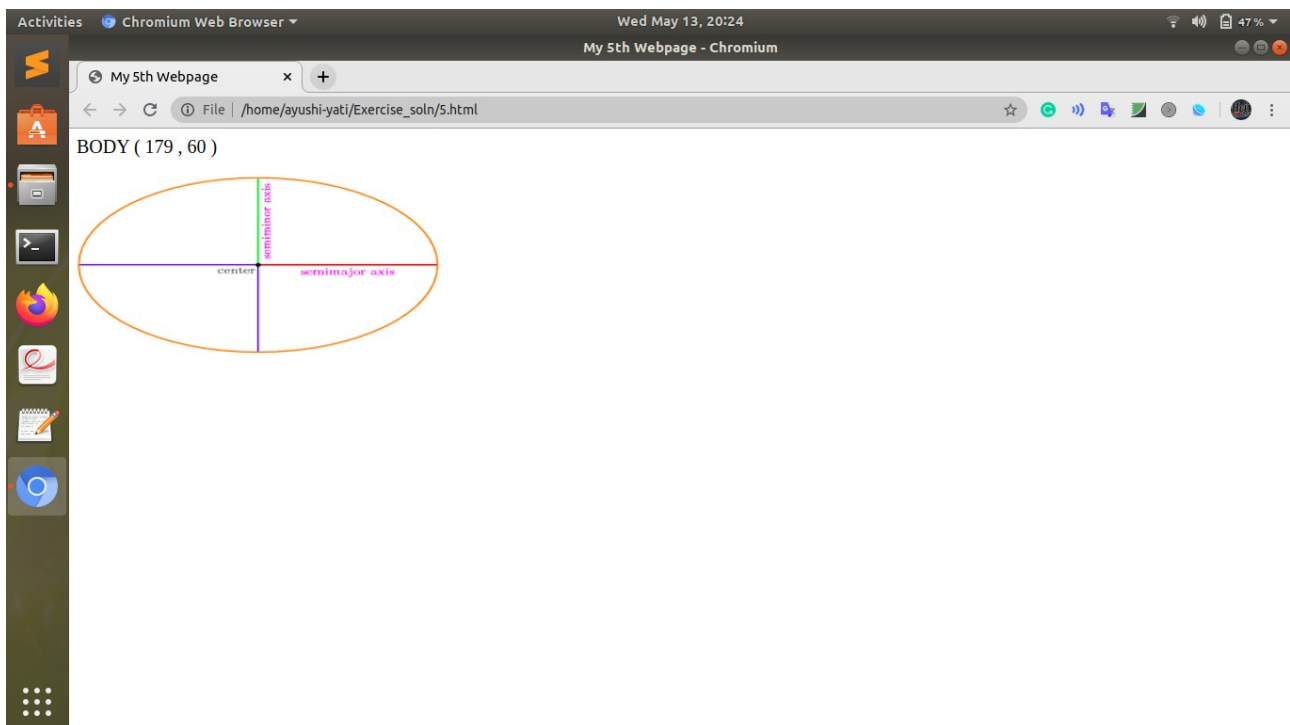 Activities Chromium Web Browser Wed May 13, 20:24 47 %
My 5th Webpage - Chromium
My 5th Webpage × +
File | /home/ayushi-yati/Exercise_soln/5.html
BODY ( 179 , 60 )
semiminor axis
center
semimajor axis